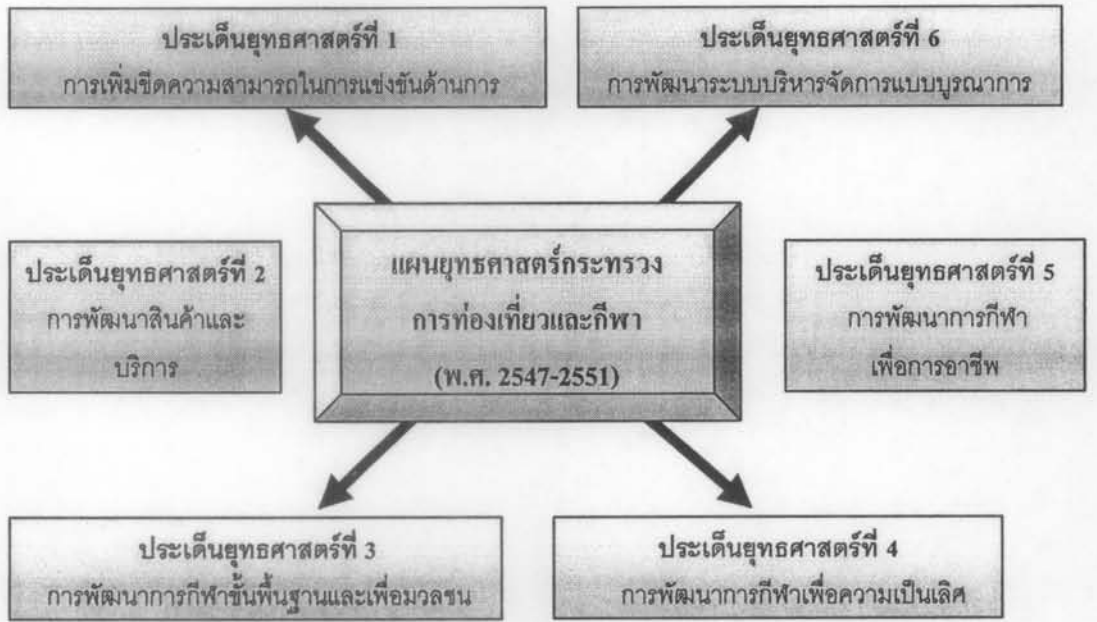 ประเด็นยุทธศาสตร์ที่ 1
การเพิ่มขีดความสามารถในการแข่งขันด้านการ
ประเด็นยุทธศาสตร์ที่ 6
การพัฒนาระบบบริหารจัดการแบบบูรณาการ
ประเด็นยุทธศาสตร์ที่ 2
การพัฒนาสินค้าและ
บริการ
แผนยุทธศาสตร์กระทรวง
การท่องเที่ยวและกีฬา
(พ.ศ. 2547-2551)
ประเด็นยุทธศาสตร์ที่ 5
การพัฒนาการกีฬา
เพื่อการอาชีพ
ประเด็นยุทธศาสตร์ที่ 3
การพัฒนาการกีฬาขั้นพื้นฐานและเพื่อมวลชน
ประเด็นยุทธศาสตร์ที่ 4
การพัฒนาการกีฬาเพื่อความเป็นเลิศ